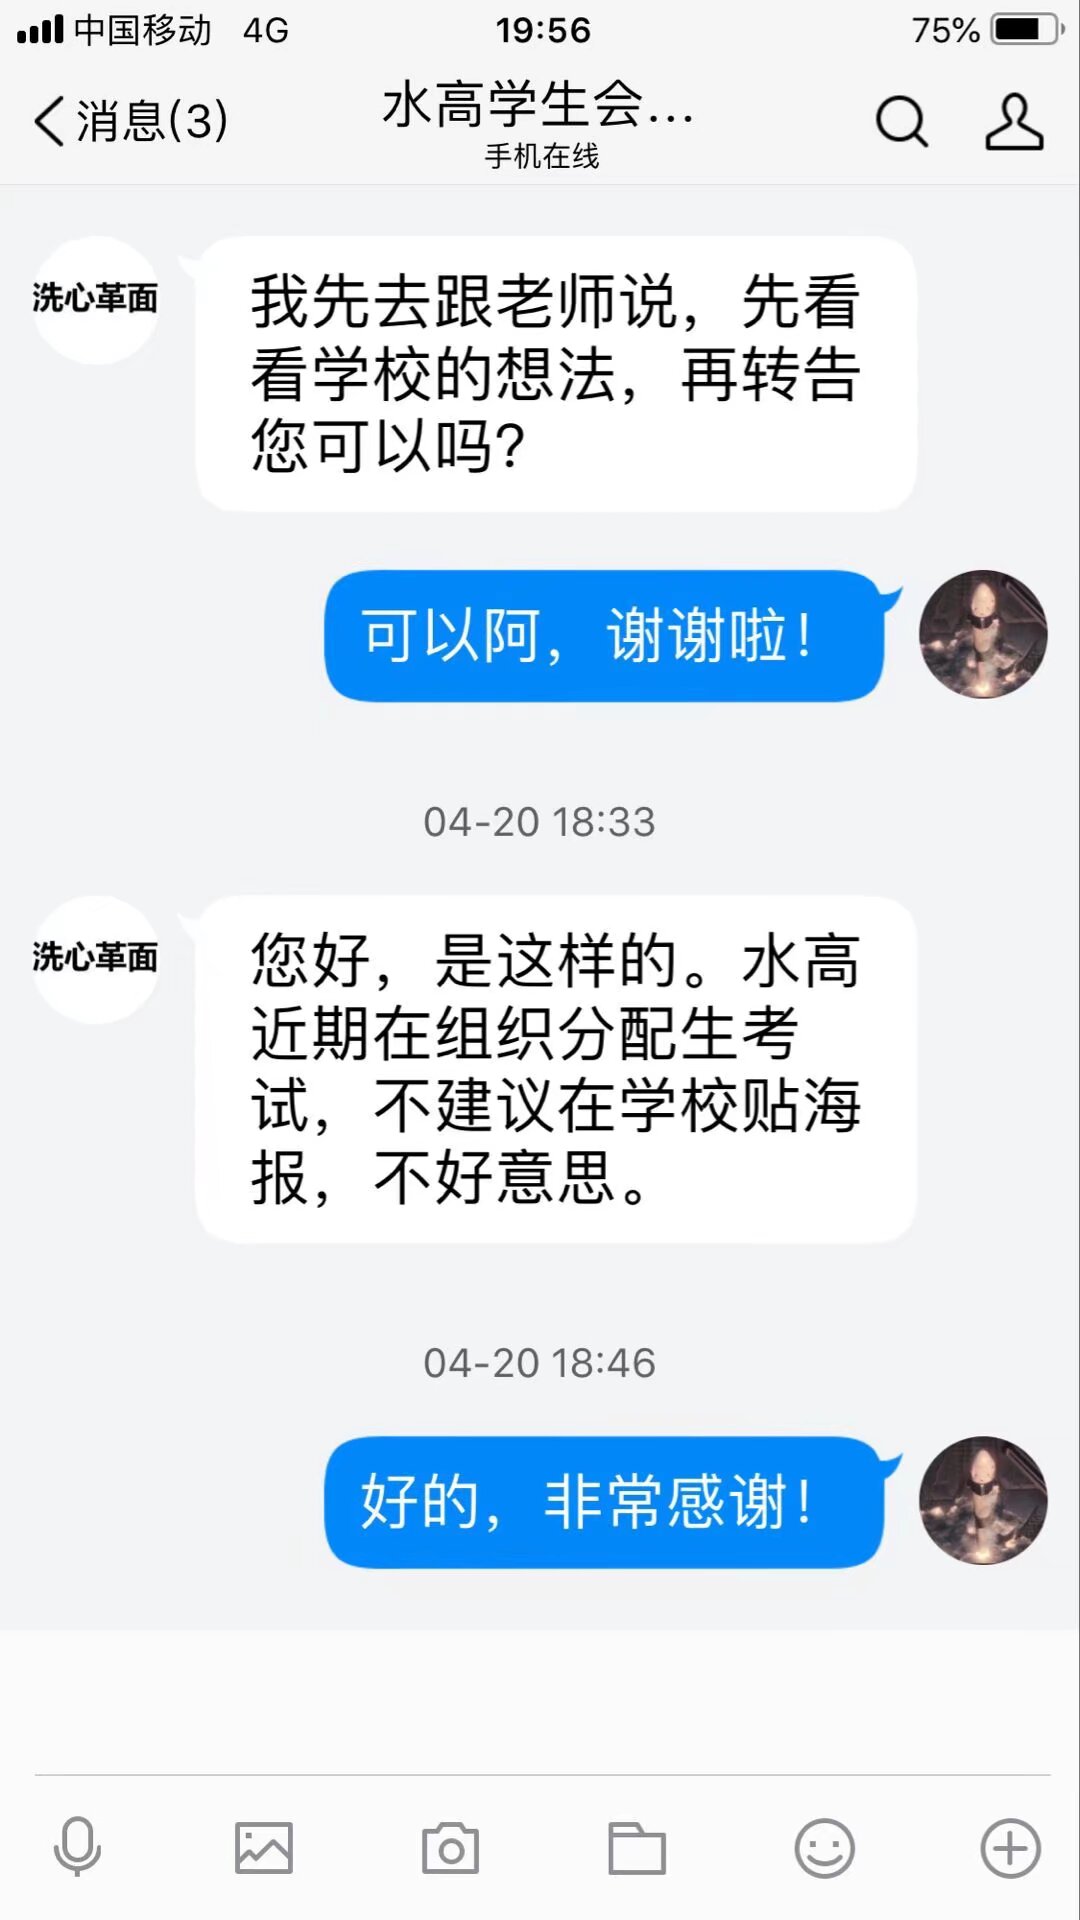 中国移动 4G 19:56 75%
消息(3) 水高学生会...
手机在线
洗心革面
我先去跟老师说，先看
看学校的想法，再转告
您可以吗？
可以阿，谢谢啦！
04-20 18:33
洗心革面
您好，是这样的。水高
近期在组织分配生考
试，不建议在学校贴海
报，不好意思。
04-20 18:46
好的，非常感谢！